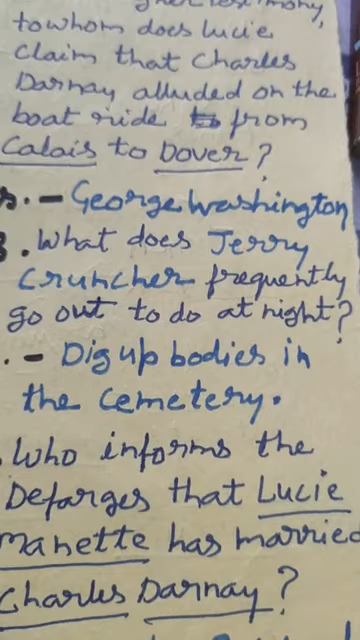 testimony,
to whom does Lucie
claim that Charles
Darnay alluded on the
boat ride from
Calais to Dover?
- George Washington
3. What does Jerry
Cruncher frequently
go out to do at night?
- Dig up bodies in
the cemetery.
Who informs the
Defarges that Lucie
Manette has married
Charles Darnay?